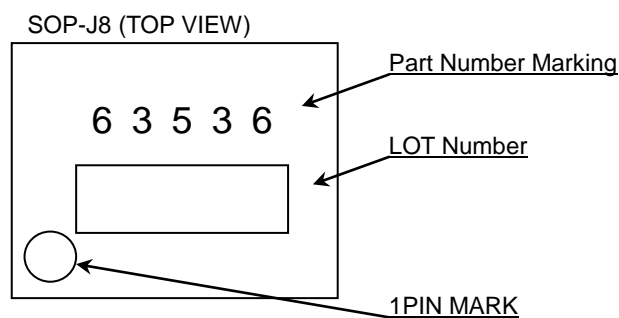 SOP-J8 (TOP VIEW)
Part Number Marking
6 3 5 3 6
LOT Number
1PIN MARK